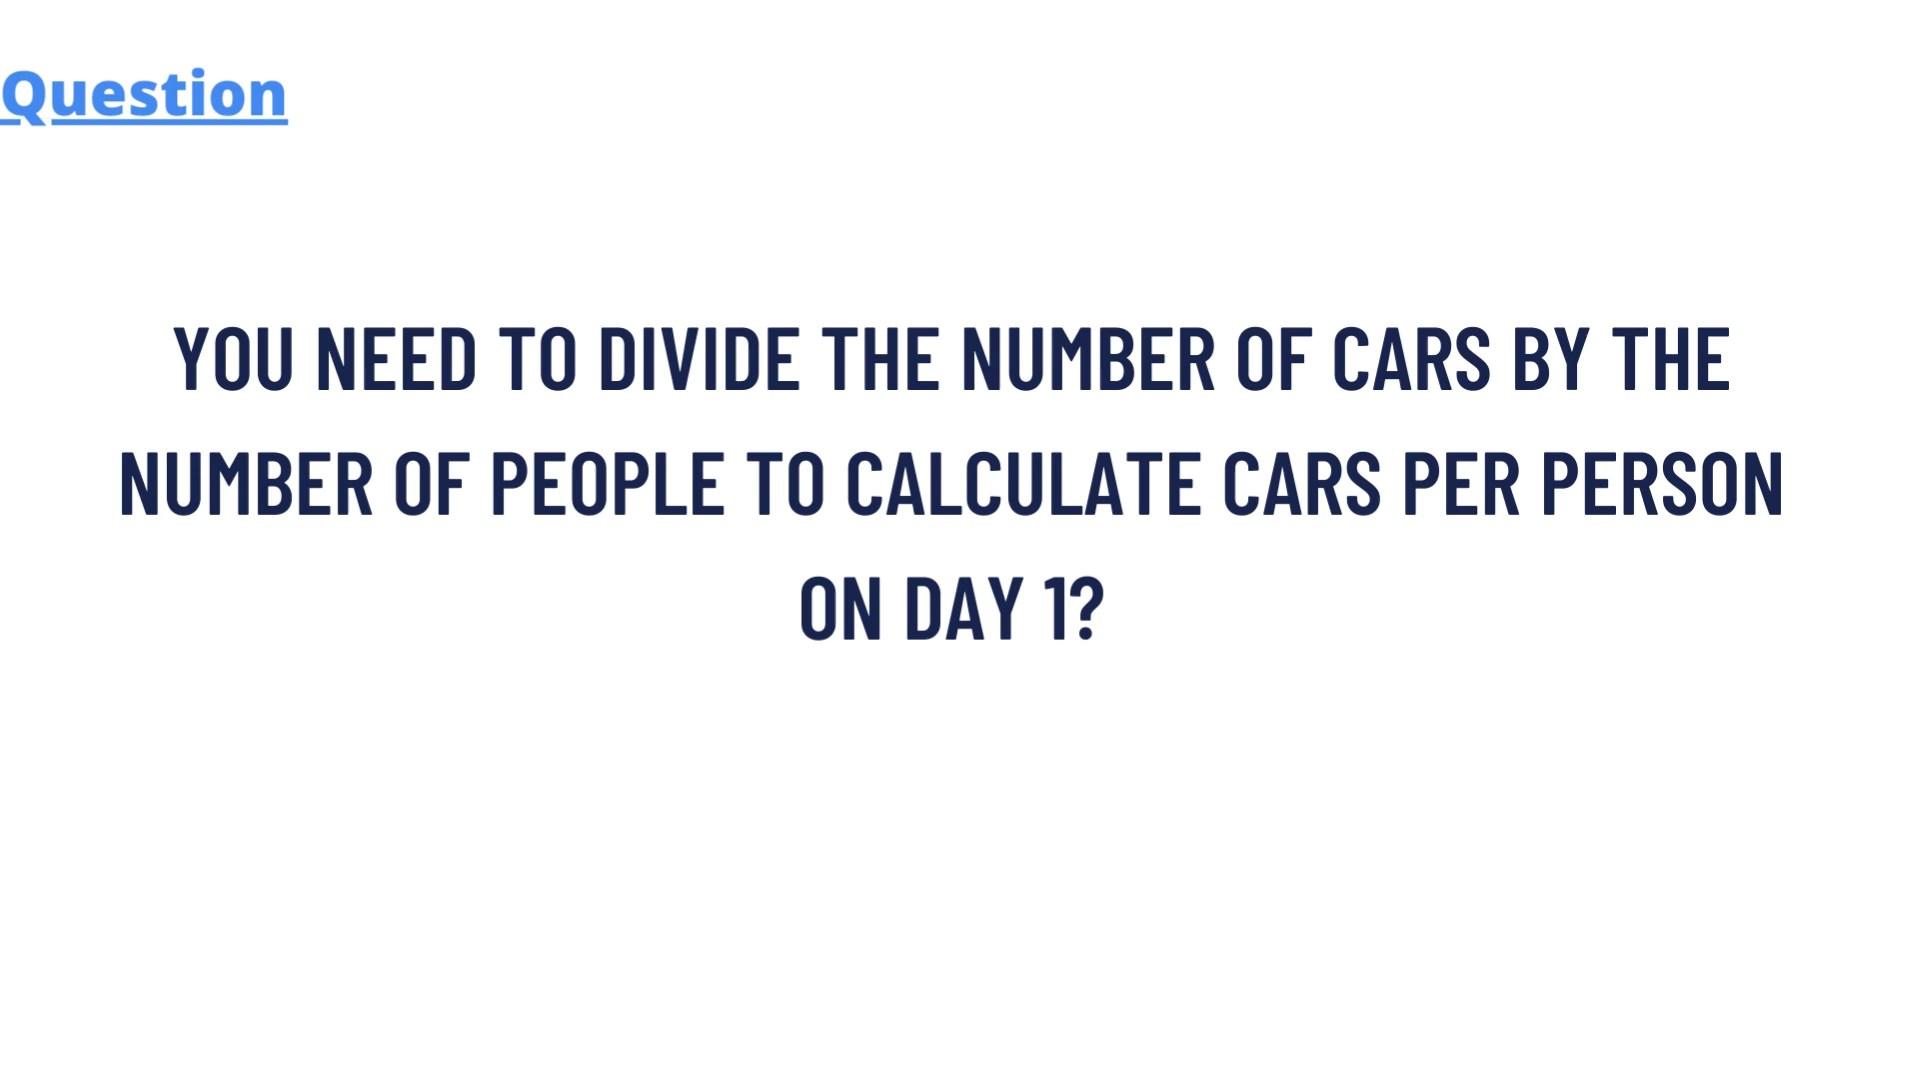 Question
YOU NEED TO DIVIDE THE NUMBER OF CARS BY THE
NUMBER OF PEOPLE TO CALCULATE CARS PER PERSON
ON DAY 1?